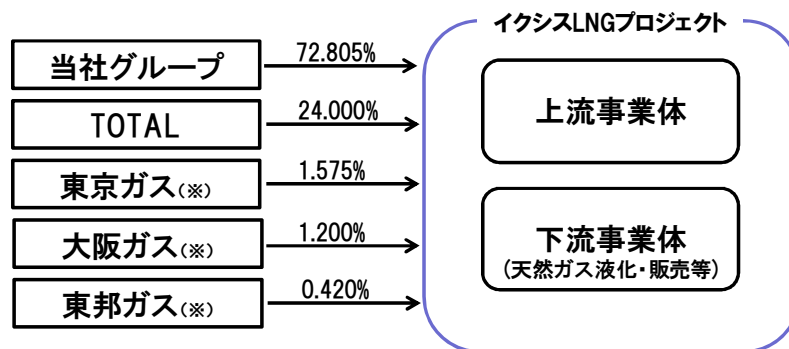 イクシスLNGプロジェクト
当社グループ
72.805%
TOTAL
24.000%
東京ガス(※)
1.575%
大阪ガス(※)
1.200%
東邦ガス(※)
0.420%
上流事業体
下流事業体
(天然ガス液化・販売等)